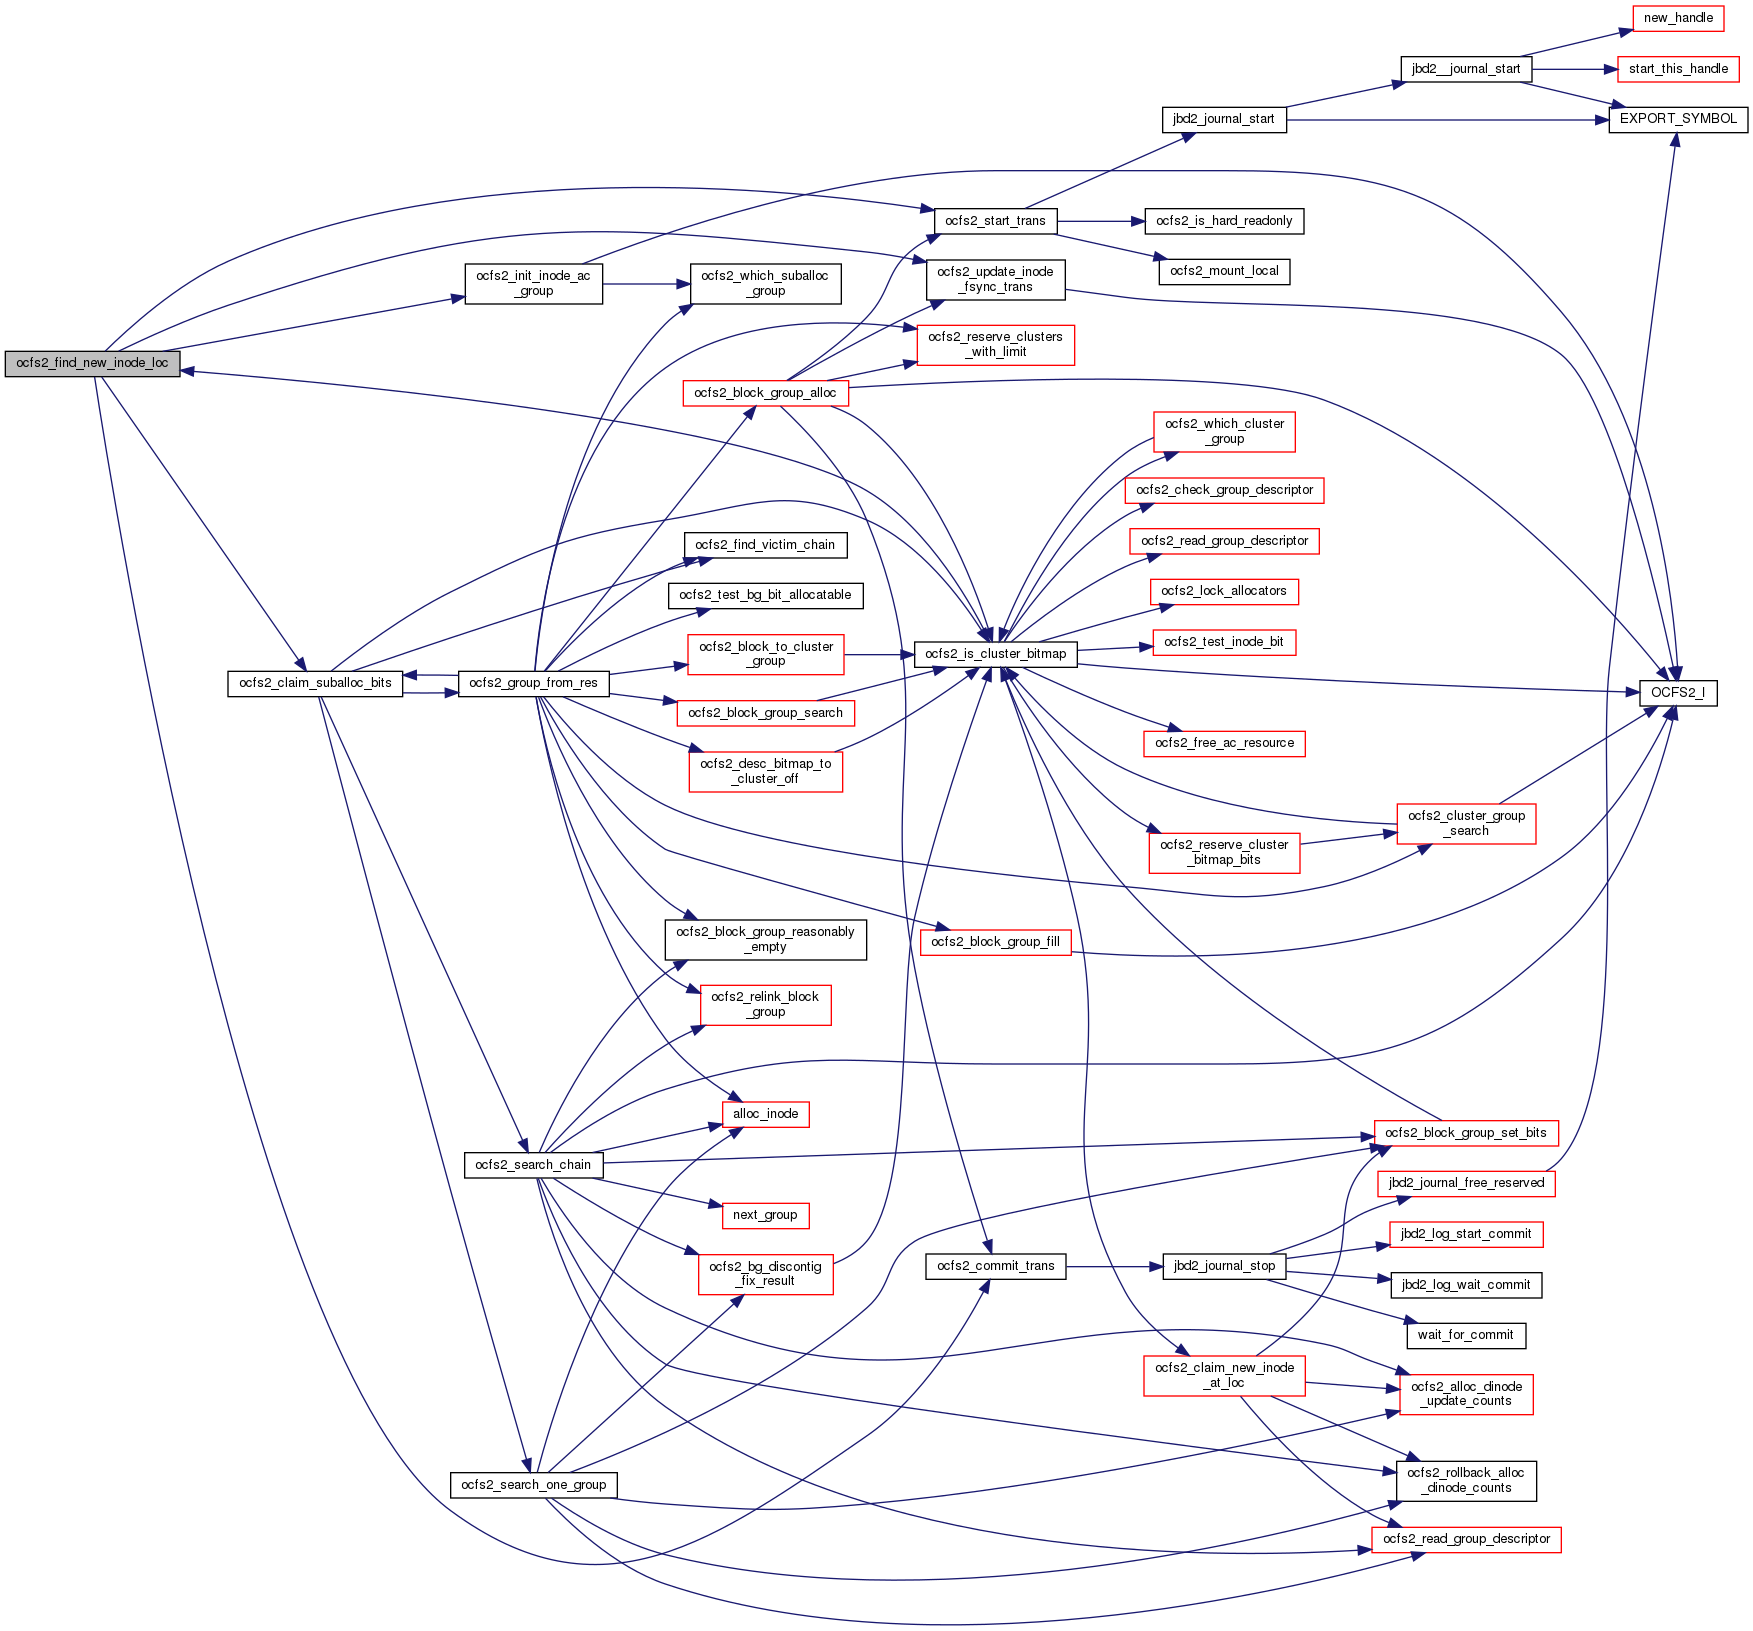 new_handle
jbd2__journal_start
start_this_handle
jbd2_journal_start
EXPORT_SYMBOL
ocfs2_start_trans
ocfs2_is_hard_readonly
ocfs2_init_inode_ac
_group
ocfs2_which_suballoc
_group
ocfs2_update_inode
_fsync_trans
ocfs2_mount_local
ocfs2_find_new_inode_loc
ocfs2_reserve_clusters
_with_limit
ocfs2_block_group_alloc
ocfs2_which_cluster
_group
ocfs2_check_group_descriptor
ocfs2_find_victim_chain
ocfs2_read_group_descriptor
ocfs2_test_bg_bit_allocatable
ocfs2_lock_allocators
ocfs2_block_to_cluster
_group
ocfs2_is_cluster_bitmap
ocfs2_test_inode_bit
ocfs2_claim_suballoc_bits
ocfs2_group_from_res
OCFS2_I
ocfs2_block_group_search
ocfs2_free_ac_resource
ocfs2_desc_bitmap_to
_cluster_off
ocfs2_cluster_group
_search
ocfs2_reserve_cluster
_bitmap_bits
ocfs2_block_group_reasonably
_empty
ocfs2_block_group_fill
ocfs2_relink_block
_group
alloc_inode
ocfs2_block_group_set_bits
ocfs2_search_chain
jbd2_journal_free_reserved
next_group
jbd2_log_start_commit
ocfs2_bg_discontig
_fix_result
ocfs2_commit_trans
jbd2_journal_stop
jbd2_log_wait_commit
wait_for_commit
ocfs2_claim_new_inode
_at_loc
ocfs2_alloc_dinode
_update_counts
ocfs2_search_one_group
ocfs2_rollback_alloc
_dinode_counts
ocfs2_read_group_descriptor